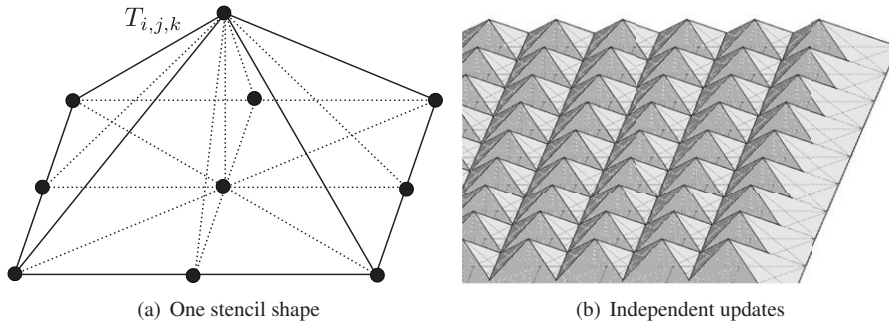 T_{i,j,k}
(a) One stencil shape
(b) Independent updates